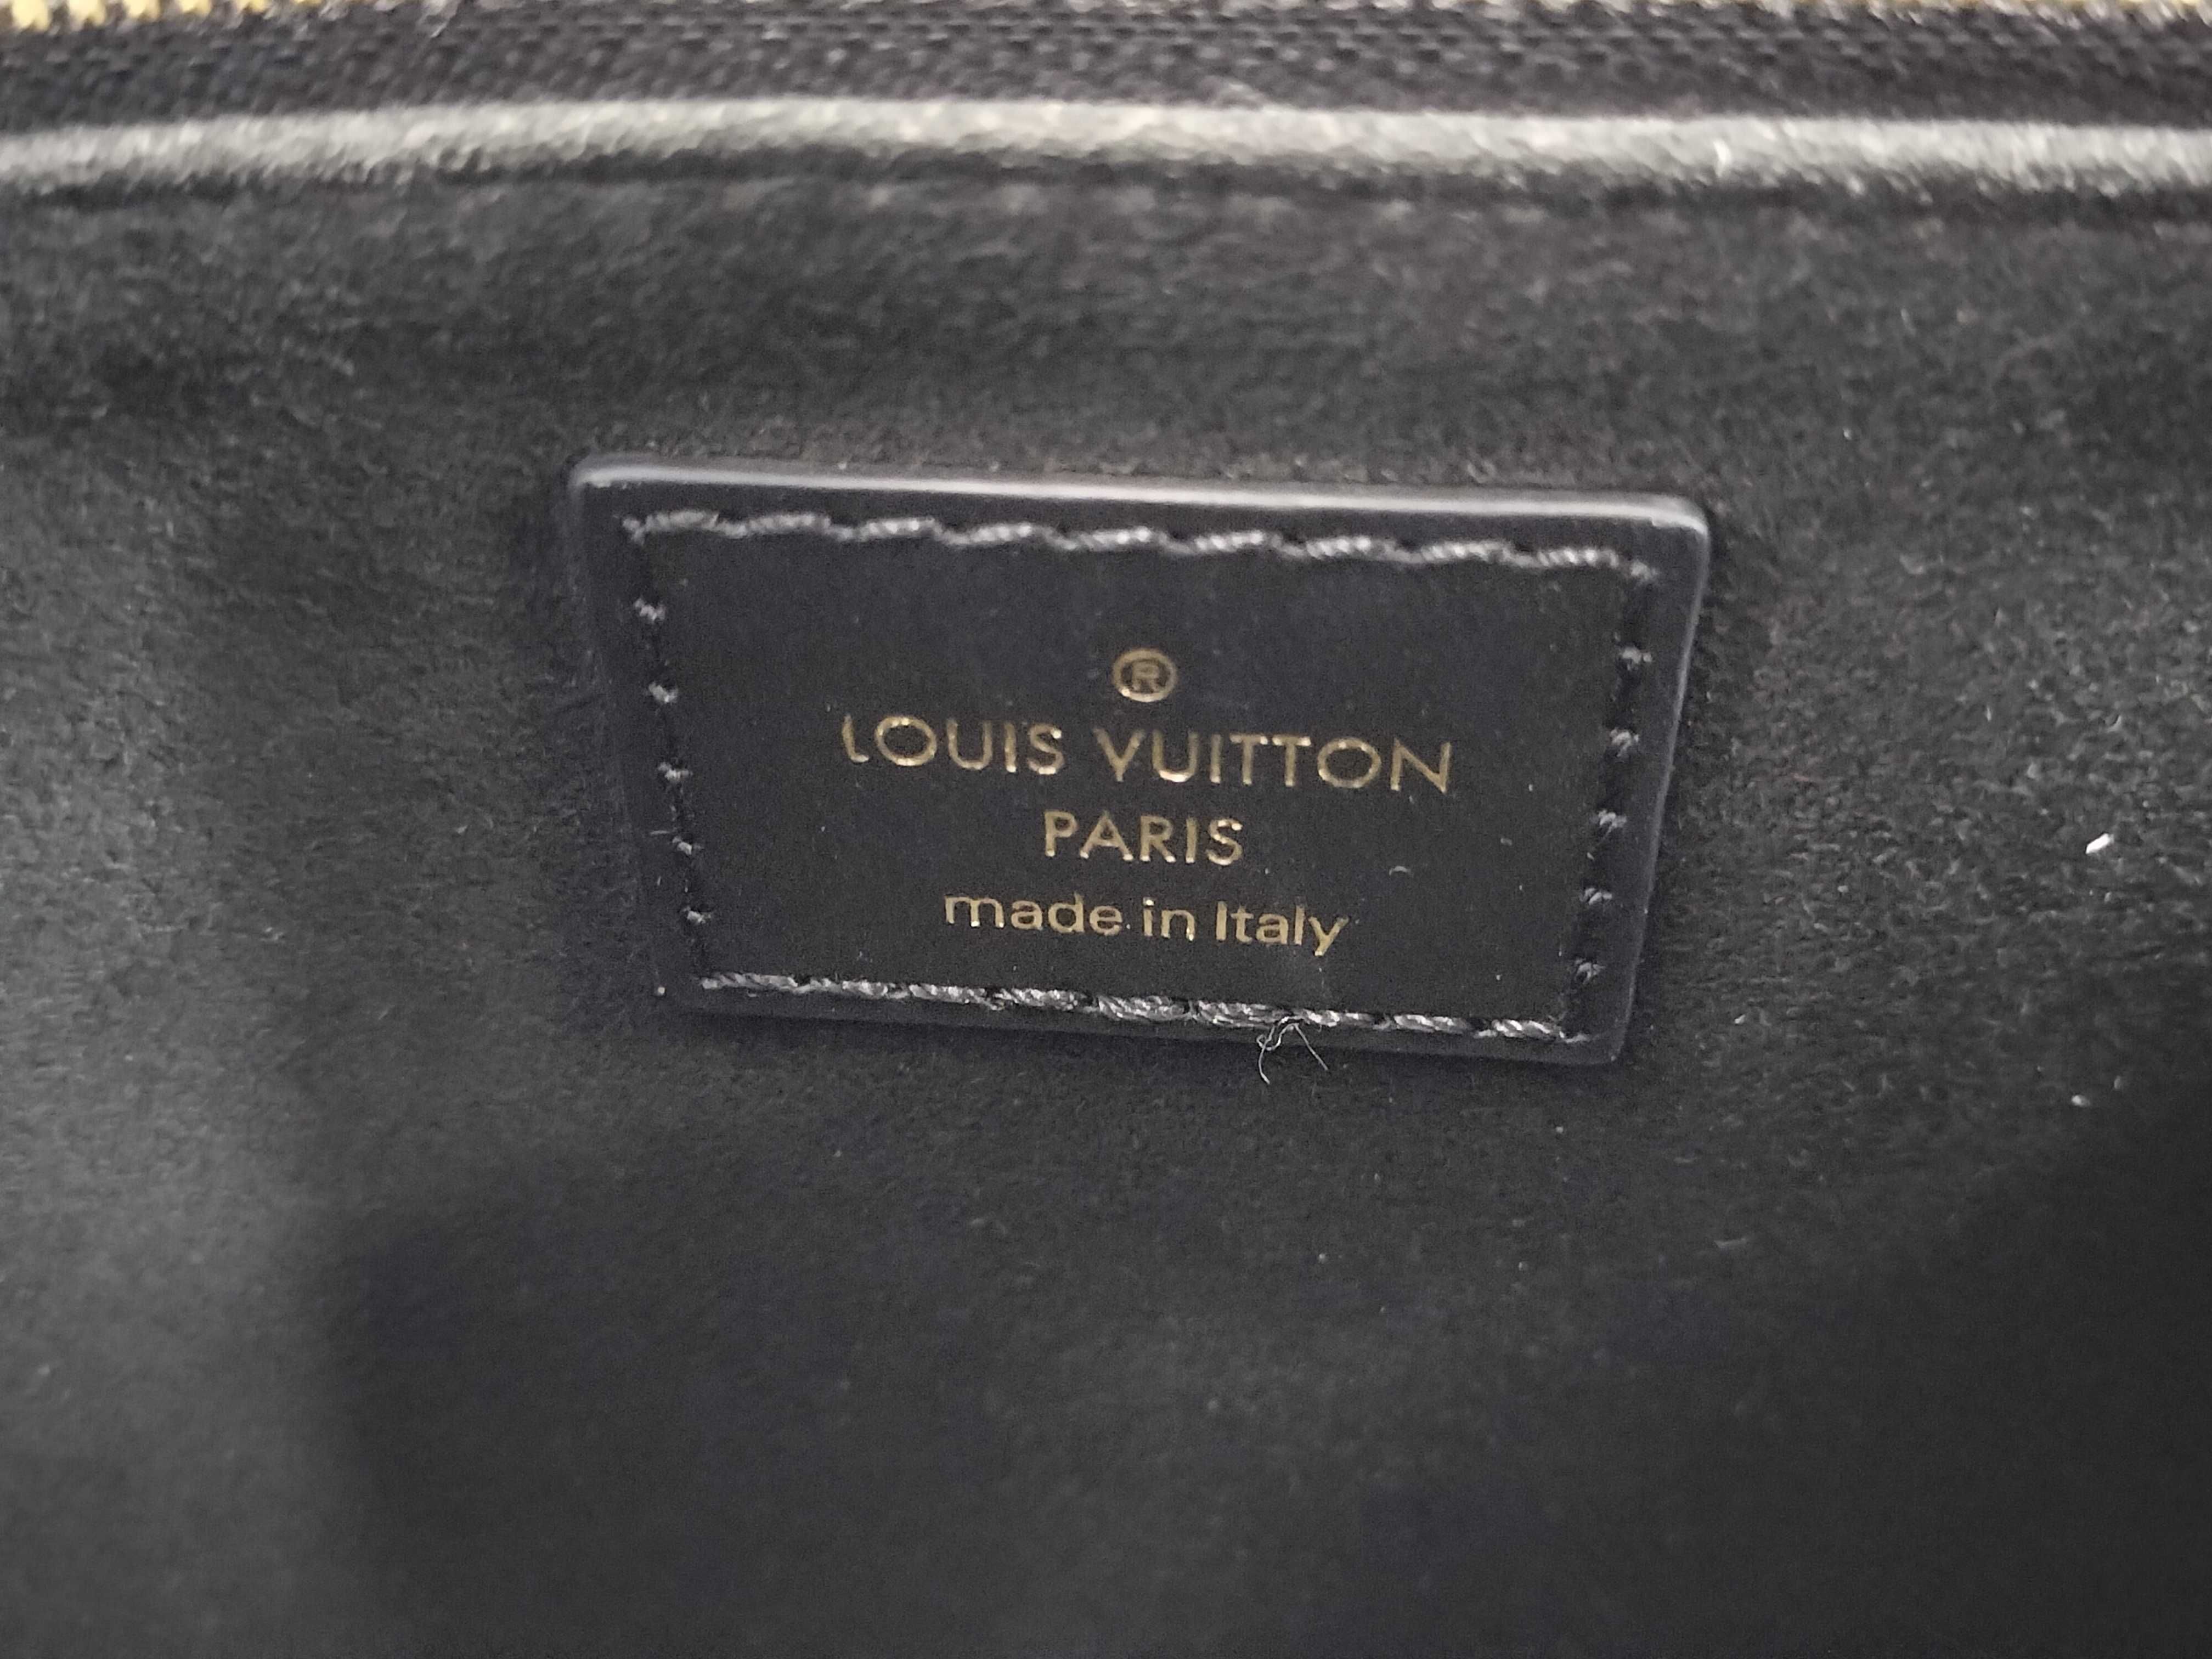 ®
LOUIS VUITTON
PARIS
made in Italy